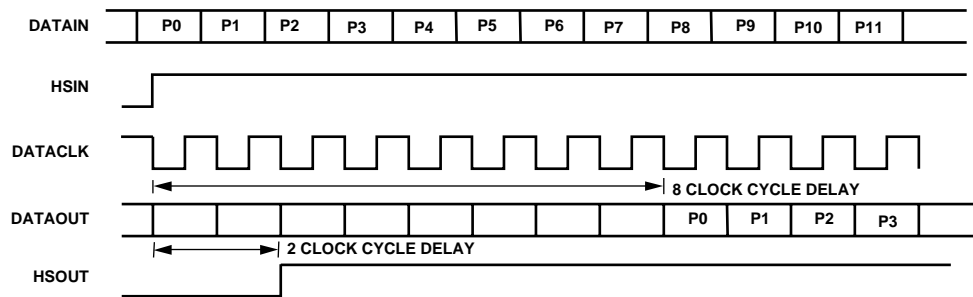 DATAIN P0 P1 P2 P3 P4 P5 P6 P7 P8 P9 P10 P11
HSIN
DATACLK
8 CLOCK CYCLE DELAY
DATAOUT P0 P1 P2 P3
2 CLOCK CYCLE DELAY
HSOUT